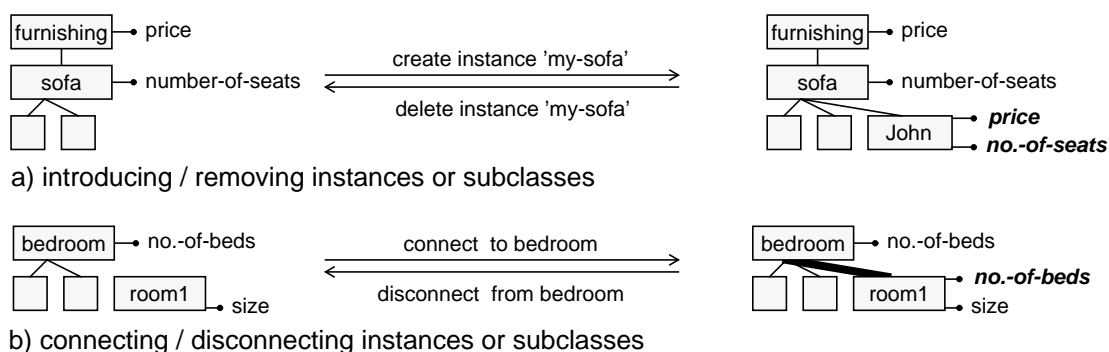 furnishing price
sofa number-of-seats
create instance 'my-sofa'
delete instance 'my-sofa'
furnishing price
sofa number-of-seats
John price
no.-of-seats
a) introducing / removing instances or subclasses
bedroom no.-of-beds
room1 size
connect to bedroom
disconnect from bedroom
bedroom no.-of-beds
room1 no.-of-beds
size
b) connecting / disconnecting instances or subclasses